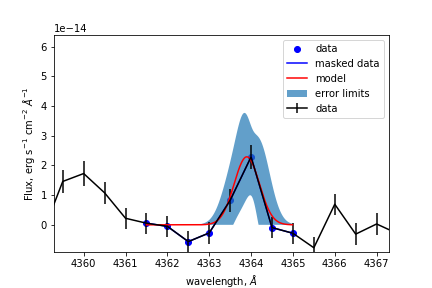 1e−14
data
masked data
model
error limits
data
6
5
4
3
2
1
0
Flux, erg s⁻¹ cm⁻² Å⁻¹
4360 4361 4362 4363 4364 4365 4366 4367
wavelength, Å